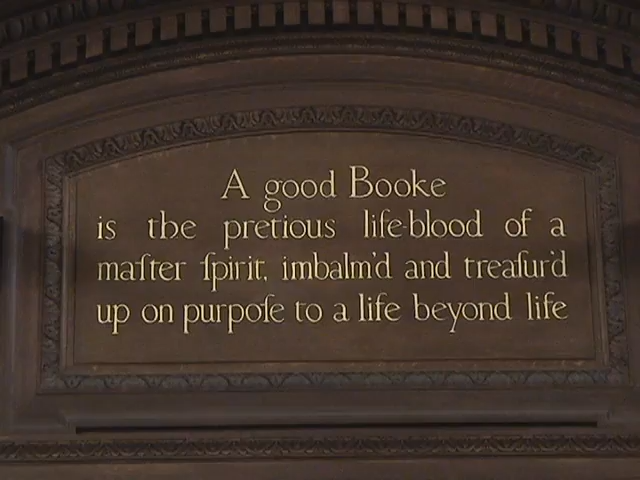 A good Booke
is the pretious life-blood of a
maſter ſpirit, imbalm'd and treaſur'd
up on purpoſe to a life beyond life